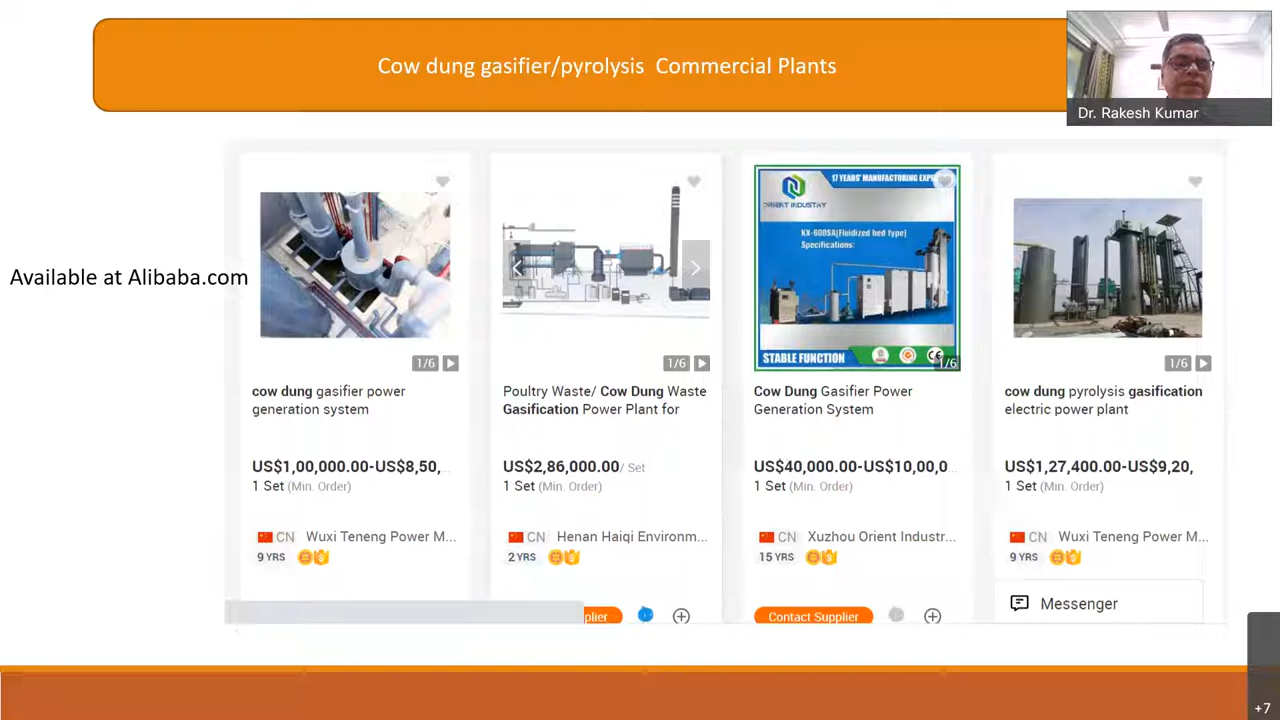 Cow dung gasifier/pyrolysis Commercial Plants
Dr. Rakesh Kumar
Available at Alibaba.com
1/6
cow dung gasifier power
generation system
US$1,00,000.00-US$8,50,...
1 Set (Min. Order)
CN Wuxi Teneng Power M...
9 YRS
1/6
Poultry Waste/ Cow Dung Waste
Gasification Power Plant for
US$2,86,000.00/ Set
1 Set (Min. Order)
CN Henan Haiqi Environm...
2 YRS
plier
17 YEARS' MANUFACTURING EXP
ORIENT INDUSTRY
KX-600SA(Fluidized bed type)
Specifications:
STABLE FUNCTION
CE
1/6
Cow Dung Gasifier Power
Generation System
US$40,000.00-US$10,00,0...
1 Set (Min. Order)
CN Xuzhou Orient Industr...
15 YRS
Contact Supplier
1/6
cow dung pyrolysis gasification
electric power plant
US$1,27,400.00-US$9,20,
1 Set (Min. Order)
CN Wuxi Teneng Power M...
9 YRS
Messenger
+7